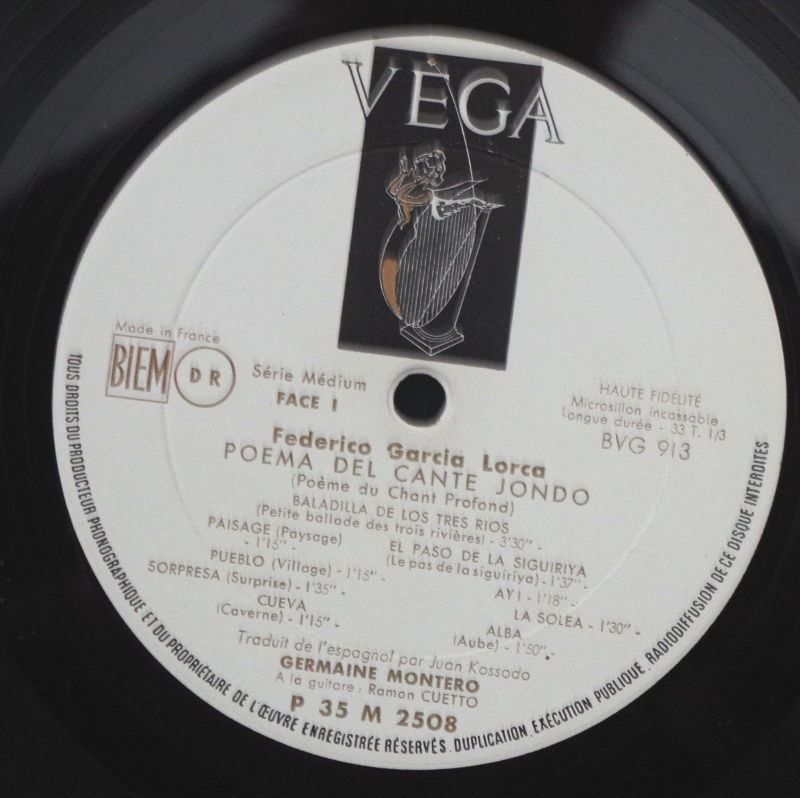 VÉGA
Made in France
BIEM
D R
Série Médium
FACE I
HAUTE FIDÉLITÉ
Microsillon incassable
Longue durée - 33 T. 1/3
BVG 913
Federico Garcia Lorca
POEMA DEL CANTE JONDO
(Poème du Chant Profond)
BALADILLA DE LOS TRES RIOS
(Petite ballade des trois rivières) - 3'30" -
PAISAGE (Paysage)
- 1'15" -
PUEBLO (Village) - 1'15" -
SORPRESA (Surprise) - 1'35" -
CUEVA
(Caverne) - 1'15" -
EL PASO DE LA SIGUIRIYA
(Le pas de la siguiriya) - 1'37" -
AY ! - 1'18" -
LA SOLEA - 1'30" -
ALBA
(Aube) - 1'50" -
Traduit de l'espagnol par Juan Kossodo
GERMAINE MONTERO
A la guitare : Ramon CUETTO
P 35 M 2508
TOUS DROITS DU PRODUCTEUR PHONOGRAPHIQUE ET DU PROPRIÉTAIRE DE L'ŒUVRE ENREGISTRÉE RÉSERVÉS. DUPLICATION, EXÉCUTION PUBLIQUE, RADIODIFFUSION DE CE DISQUE INTERDITES